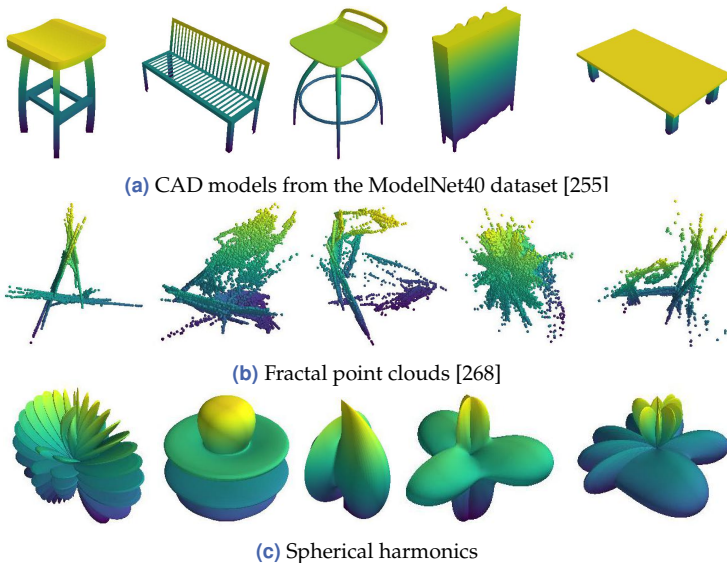 (a) CAD models from the ModelNet40 dataset [255]
(b) Fractal point clouds [268]
(c) Spherical harmonics